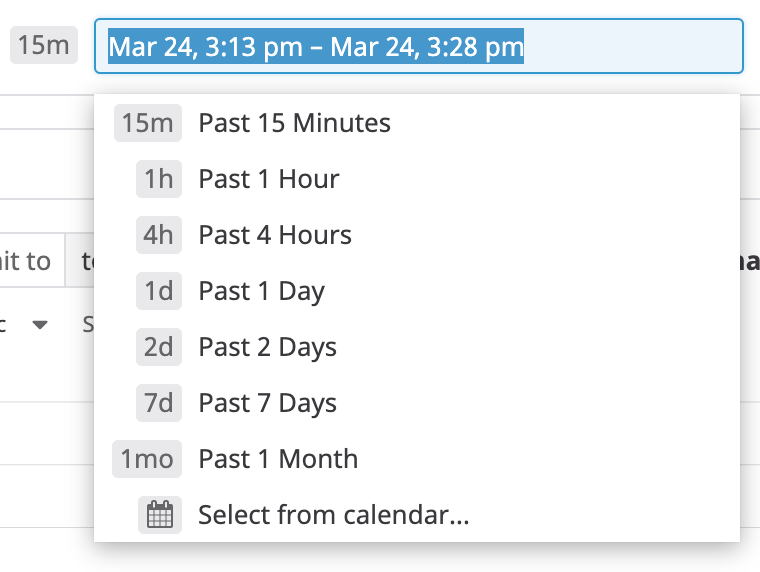 15m Mar 24, 3:13 pm – Mar 24, 3:28 pm
15m Past 15 Minutes
1h Past 1 Hour
4h Past 4 Hours
it to
1d Past 1 Day
2d Past 2 Days
7d Past 7 Days
1mo Past 1 Month
Select from calendar...